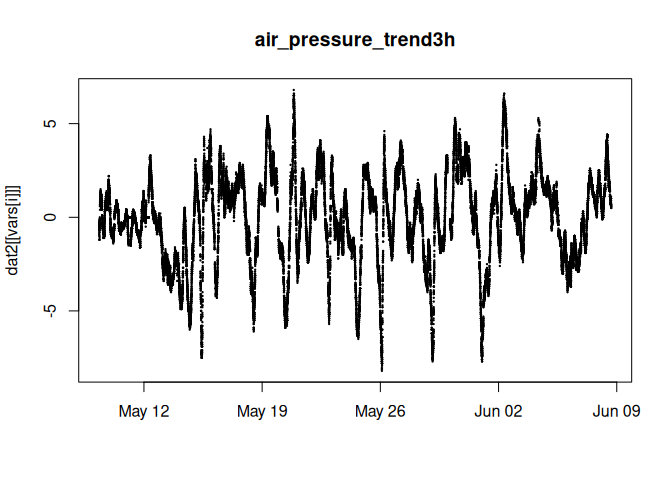 air_pressure_trend3h
dat2[[vars[i]]]
5
0
-5
May 12
May 19
May 26
Jun 02
Jun 09